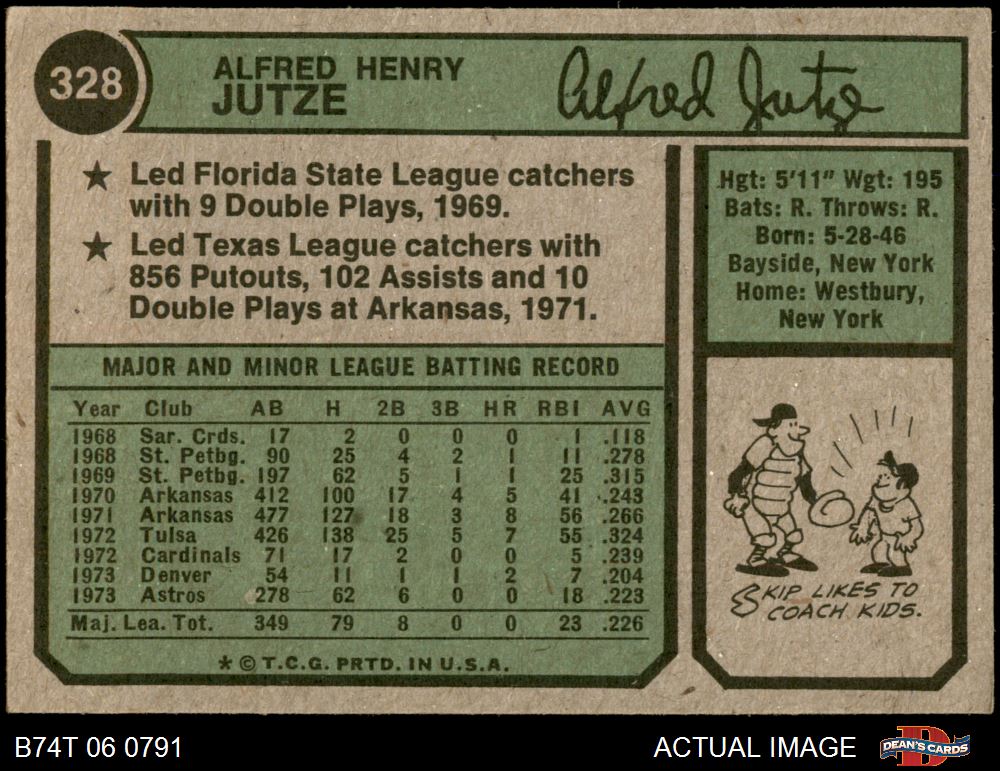 328
ALFRED HENRY
JUTZE
Alfred Jutze
★ Led Florida State League catchers
with 9 Double Plays, 1969.
★ Led Texas League catchers with
856 Putouts, 102 Assists and 10
Double Plays at Arkansas, 1971.
Hgt: 5'11" Wgt: 195
Bats: R. Throws: R.
Born: 5-28-46
Bayside, New York
Home: Westbury,
New York
MAJOR AND MINOR LEAGUE BATTING RECORD
Year Club AB H 2B 3B HR RBI AVG
1968 Sar. Crds. 17 2 0 0 0 1 .118
1968 St. Petbg. 90 25 4 2 1 11 .278
1969 St. Petbg. 197 62 5 1 1 25 .315
1970 Arkansas 412 100 17 4 5 41 .243
1971 Arkansas 477 127 18 3 8 56 .266
1972 Tulsa 426 138 25 5 7 55 .324
1972 Cardinals 71 17 2 0 0 5 .239
1973 Denver 54 11 1 1 2 7 .204
1973 Astros 278 62 6 0 0 18 .223
Maj. Lea. Tot. 349 79 8 0 0 23 .226
* © T.C.G. PRTD. IN U.S.A.
SKIP LIKES TO
COACH KIDS.
B74T 06 0791
ACTUAL IMAGE
DEAN'S CARDS